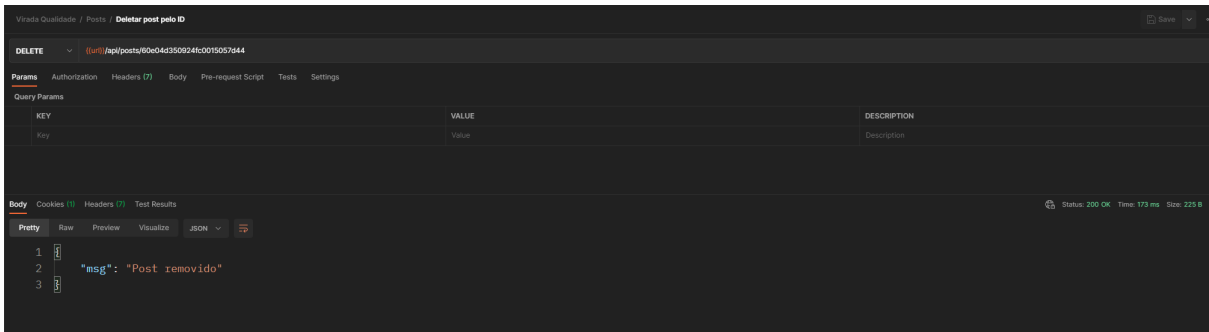 Virada Qualidade / Posts / Deletar post pelo ID
Save
DELETE {{url}}/api/posts/60e04d350924fc0015057d44
Params Authorization Headers (7) Body Pre-request Script Tests Settings
Query Params
KEY VALUE DESCRIPTION
Key Value Description
Body Cookies (1) Headers (7) Test Results Status: 200 OK Time: 173 ms Size: 225 B
Pretty Raw Preview Visualize JSON
1 {
2 "msg": "Post removido"
3 }